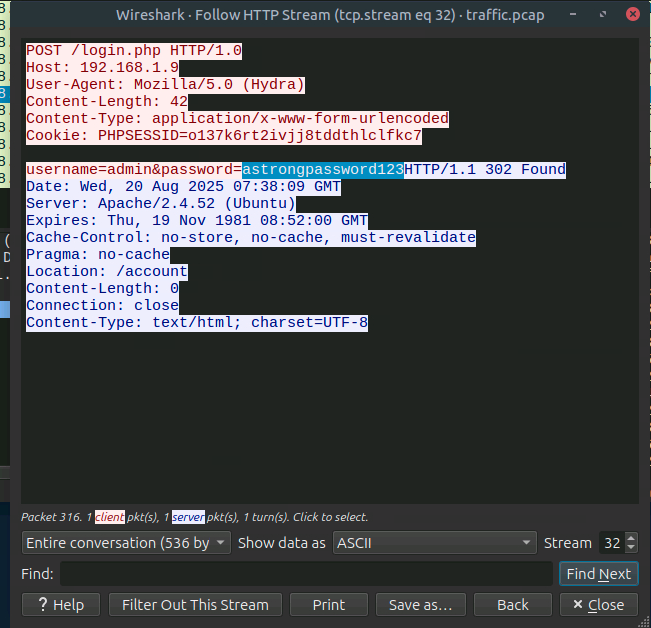 Wireshark · Follow HTTP Stream (tcp.stream eq 32) · traffic.pcap
POST /login.php HTTP/1.0
Host: 192.168.1.9
User-Agent: Mozilla/5.0 (Hydra)
Content-Length: 42
Content-Type: application/x-www-form-urlencoded
Cookie: PHPSESSID=o137k6rt2ivjj8tddthlclfkc7
username=admin&password=astrongpassword123HTTP/1.1 302 Found
Date: Wed, 20 Aug 2025 07:38:09 GMT
Server: Apache/2.4.52 (Ubuntu)
Expires: Thu, 19 Nov 1981 08:52:00 GMT
Cache-Control: no-store, no-cache, must-revalidate
Pragma: no-cache
Location: /account
Content-Length: 0
Connection: close
Content-Type: text/html; charset=UTF-8
Packet 316. 1 client pkt(s), 1 server pkt(s), 1 turn(s). Click to select.
Entire conversation (536 by Show data as ASCII Stream 32
Find: Find Next
? Help Filter Out This Stream Print Save as… Back × Close